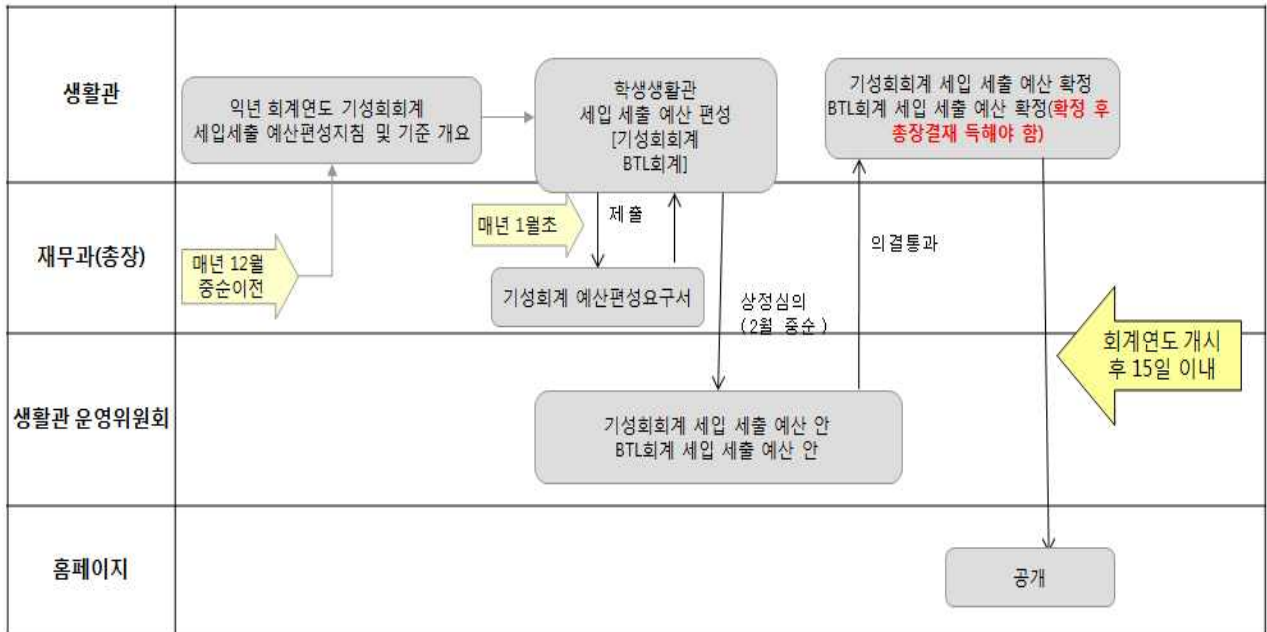 생활관
익년 회계연도 기성회회계
세입세출 예산편성지침 및 기준 개요
학생생활관
세입 세출 예산 편성
[기성회회계
BTL회계]
기성회회계 세입 세출 예산 확정
BTL회계 세입 세출 예산 확정(확정 후
총장결재 득해야 함)
재무과(총장)
매년 12월
중순이전
매년 1월초
제출
기성회계 예산편성요구서
상정심의
(2월 중순)
의결통과
회계연도 개시
후 15일 이내
생활관 운영위원회
기성회회계 세입 세출 예산 안
BTL회계 세입 세출 예산 안
홈페이지
공개